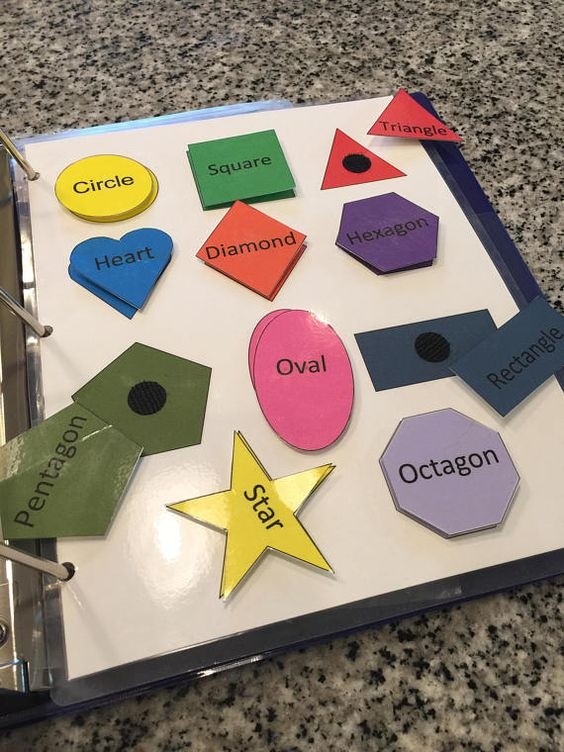 Circle
Square
Triangle
Heart
Diamond
Hexagon
Oval
Rectangle
Pentagon
Star
Octagon